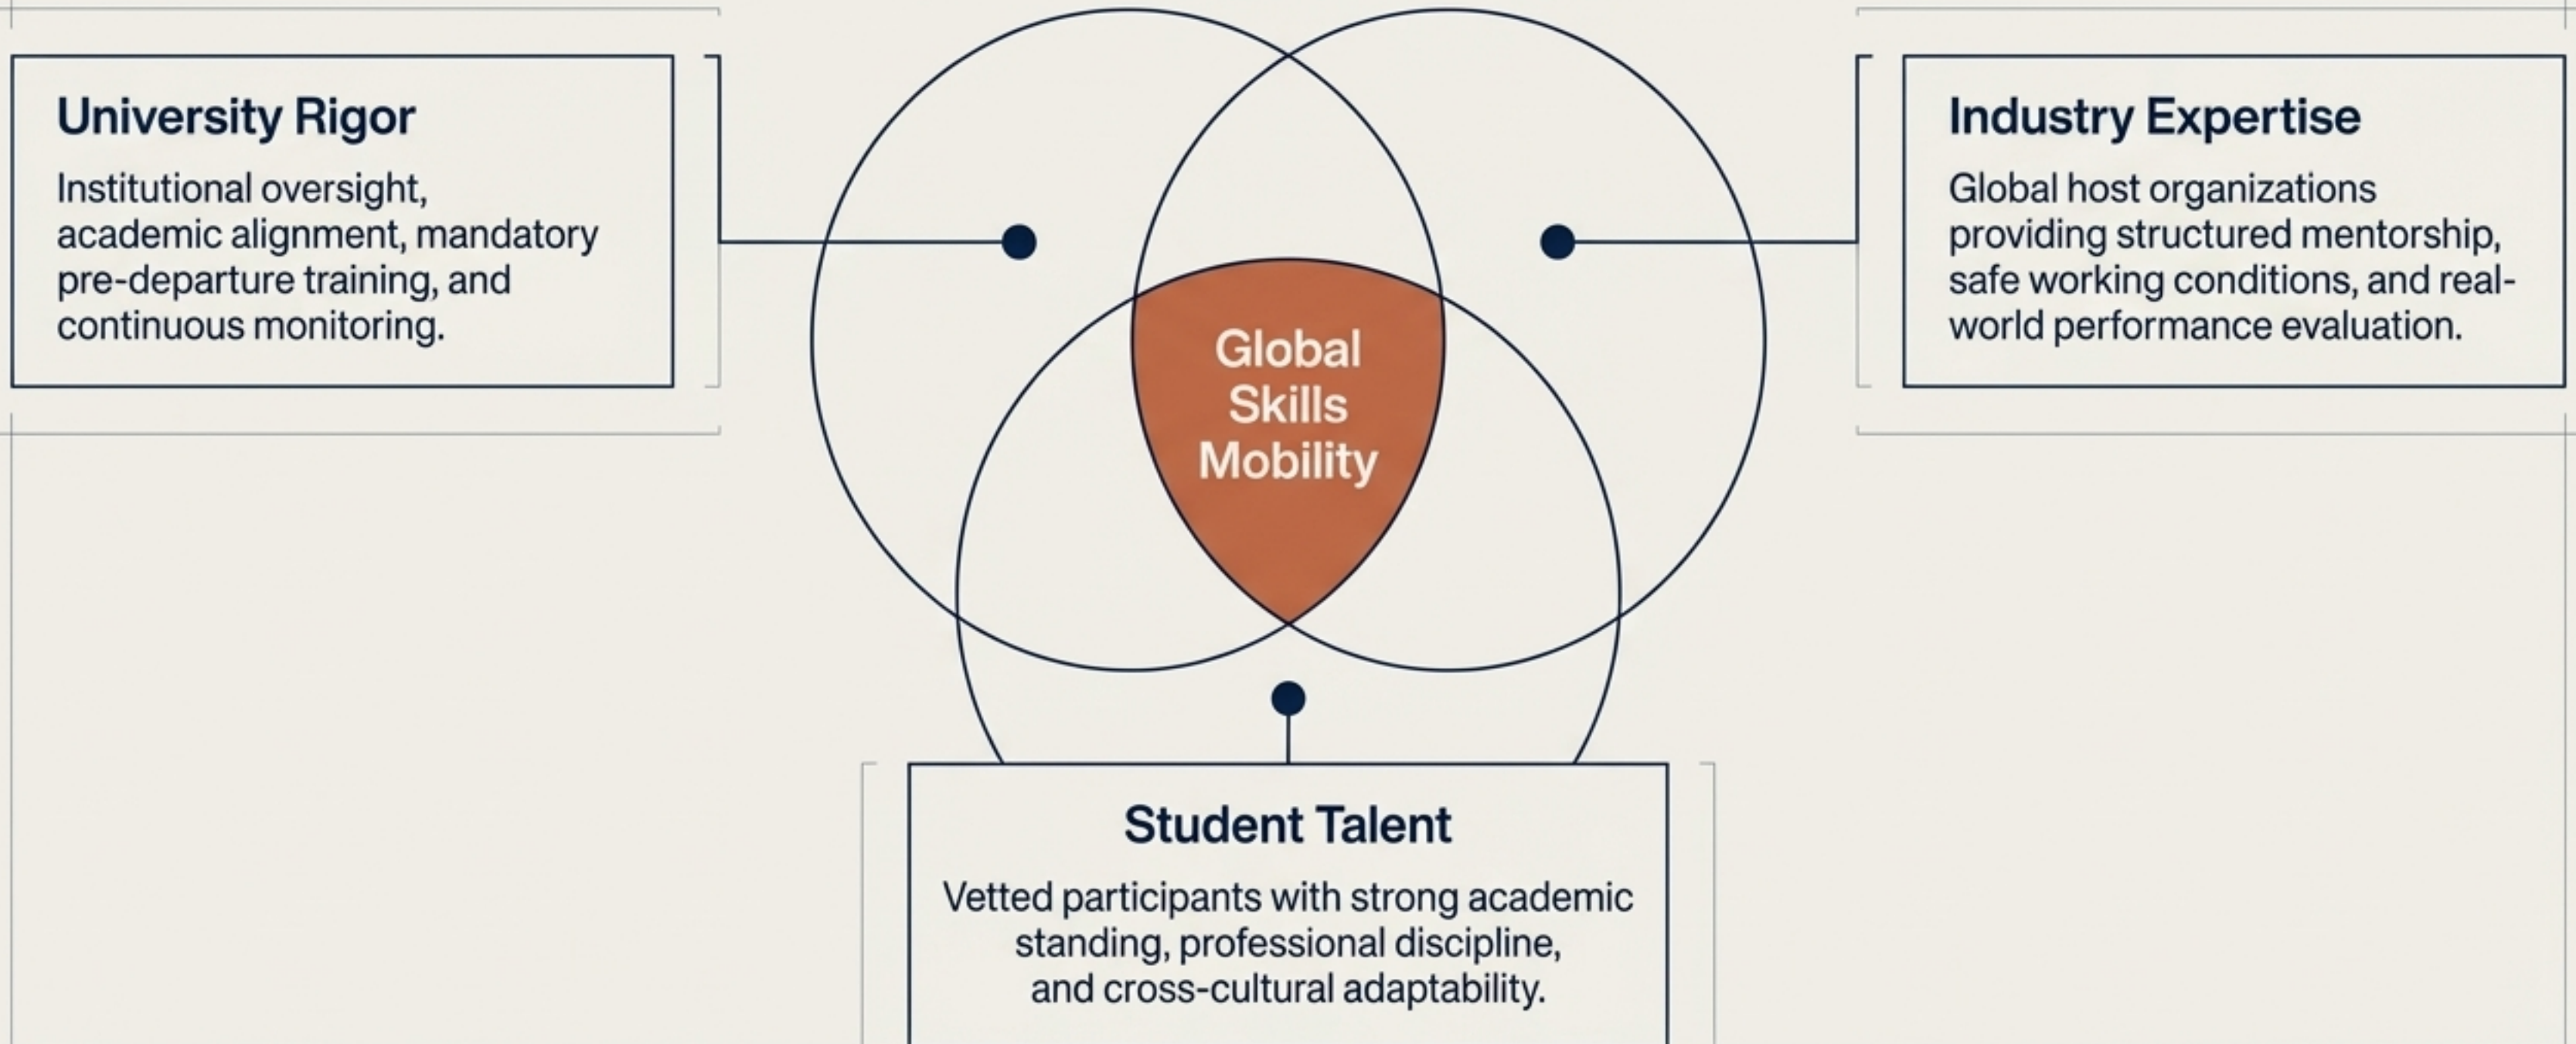 University Rigor
Institutional oversight,
academic alignment, mandatory
pre-departure training, and
continuous monitoring.
Industry Expertise
Global host organizations
providing structured mentorship,
safe working conditions, and real-
world performance evaluation.
Global
Skills
Mobility
Student Talent
Vetted participants with strong academic
standing, professional discipline,
and cross-cultural adaptability.